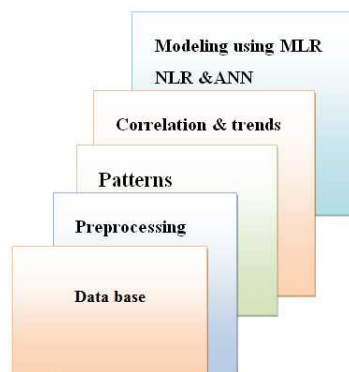 Modeling using MLR
NLR &ANN
Correlation & trends
Patterns
Preprocessing
Data base